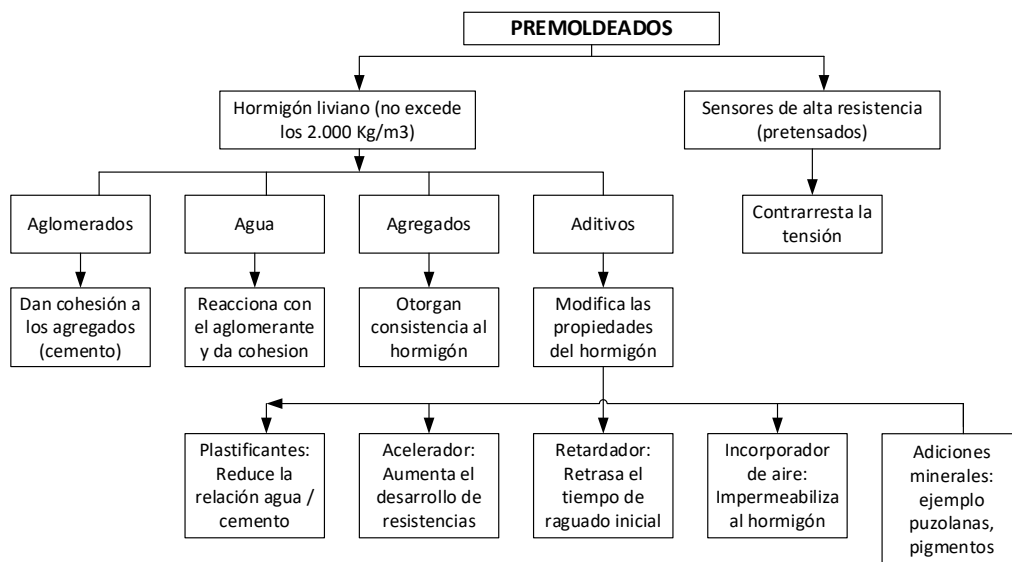 PREMOLDEADOS
Hormigón liviano (no excede
los 2.000 Kg/m3)
Sensores de alta resistencia
(pretensados)
Aglomerados
Agua
Agregados
Aditivos
Contrarresta la
tensión
Dan cohesión a
los agregados
(cemento)
Reacciona con
el aglomerante
y da cohesion
Otorgan
consistencia al
hormigón
Modifica las
propiedades
del hormigón
Plastificantes:
Reduce la
relación agua /
cemento
Acelerador:
Aumenta el
desarrollo de
resistencias
Retardador:
Retrasa el
tiempo de
raguado inicial
Incorporador
de aire:
Impermeabiliza
al hormigón
Adiciones
minerales:
ejemplo
puzolanas,
pigmentos